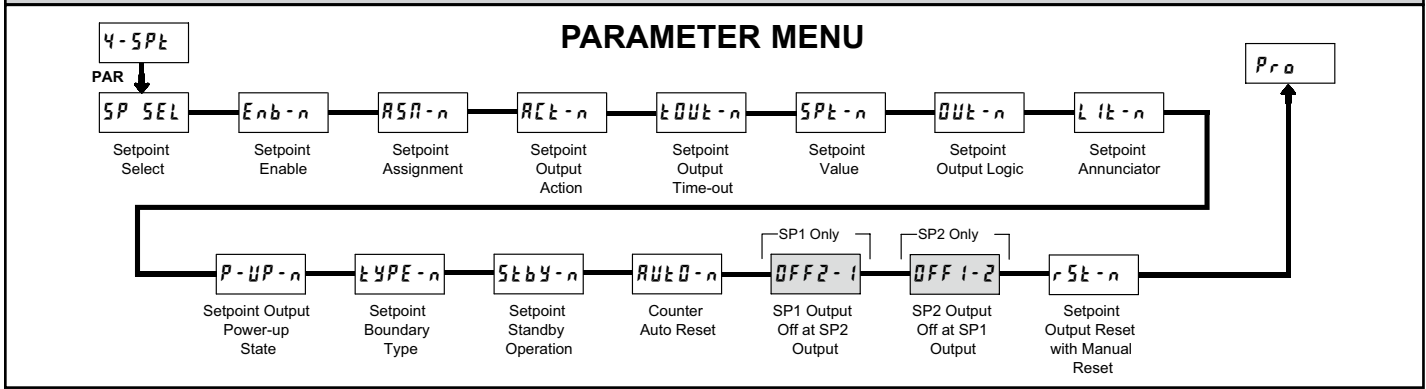 PARAMETER MENU
4-SPt
PAR
SP SEL
Enb-n
ASN-n
ACt-n
tOUt-n
SPt-n
OUt-n
LIt-n
Pro
Setpoint
Select
Setpoint
Enable
Setpoint
Assignment
Setpoint
Output
Action
Setpoint
Output
Time-out
Setpoint
Value
Setpoint
Output Logic
Setpoint
Annunciator
SP1 Only
SP2 Only
P-UP-n
tYPE-n
StbY-n
AUtO-n
OFF2-1
OFF1-2
rSt-n
Setpoint Output
Power-up
State
Setpoint
Boundary
Type
Setpoint
Standby
Operation
Counter
Auto Reset
SP1 Output
Off at SP2
Output
SP2 Output
Off at SP1
Output
Setpoint
Output Reset
with Manual
Reset